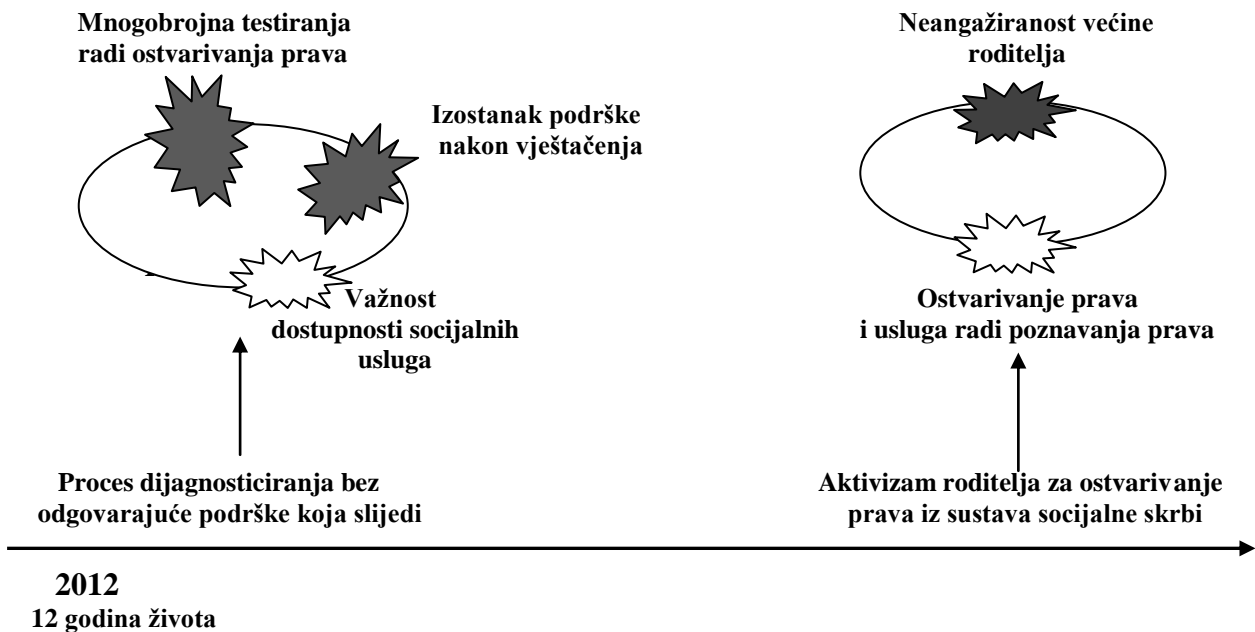 Mnogobrojna testiranja
radi ostvarivanja prava
Izostanak podrške
nakon vještačenja
Važnost
dostupnosti socijalnih
usluga
Proces dijagnosticiranja bez
odgovarajuće podrške koja slijedi
Neangažiranost većine
roditelja
Ostvarivanje prava
i usluga radi poznavanja prava
Aktivizam roditelja za ostvarivanje
prava iz sustava socijalne skrbi
2012
12 godina života